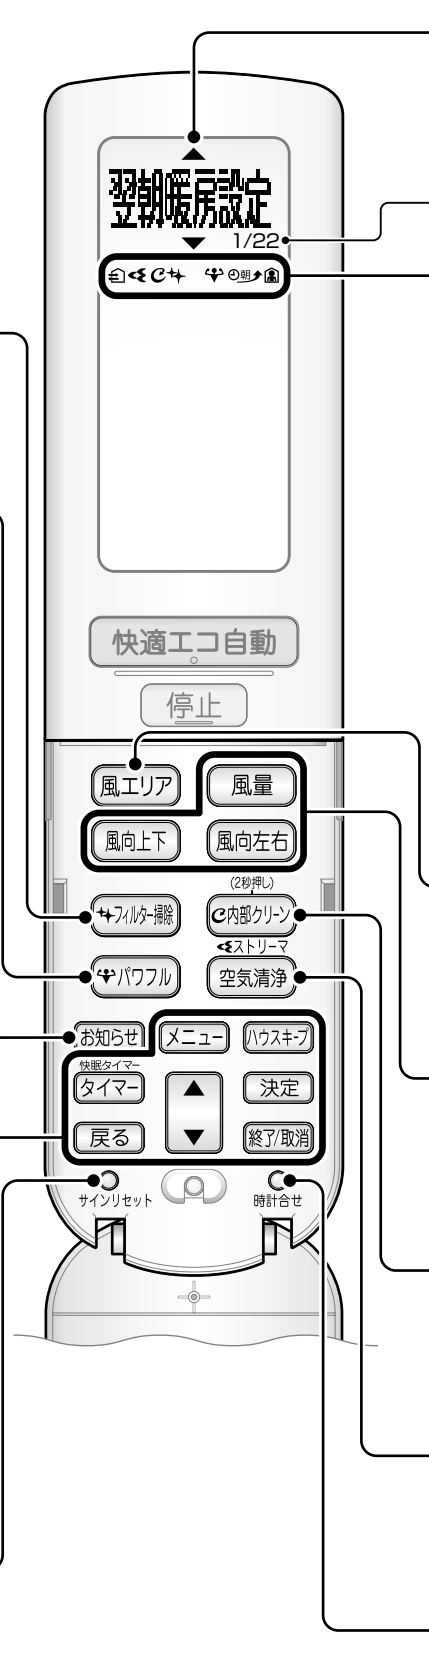 ▲
翌朝暖房設定
▼ 1/22
朝
快適エコ自動
停止
風エリア 風量
風向上下 風向左右
(2秒押し)
フィルター掃除 内部クリーン
ストリーマ
パワフル 空気清浄
お知らせ メニュー ハウスキープ
快眠タイマー
タイマー ▲ 決定
戻る ▼ 終了/取消
サインリセット 時計合せ